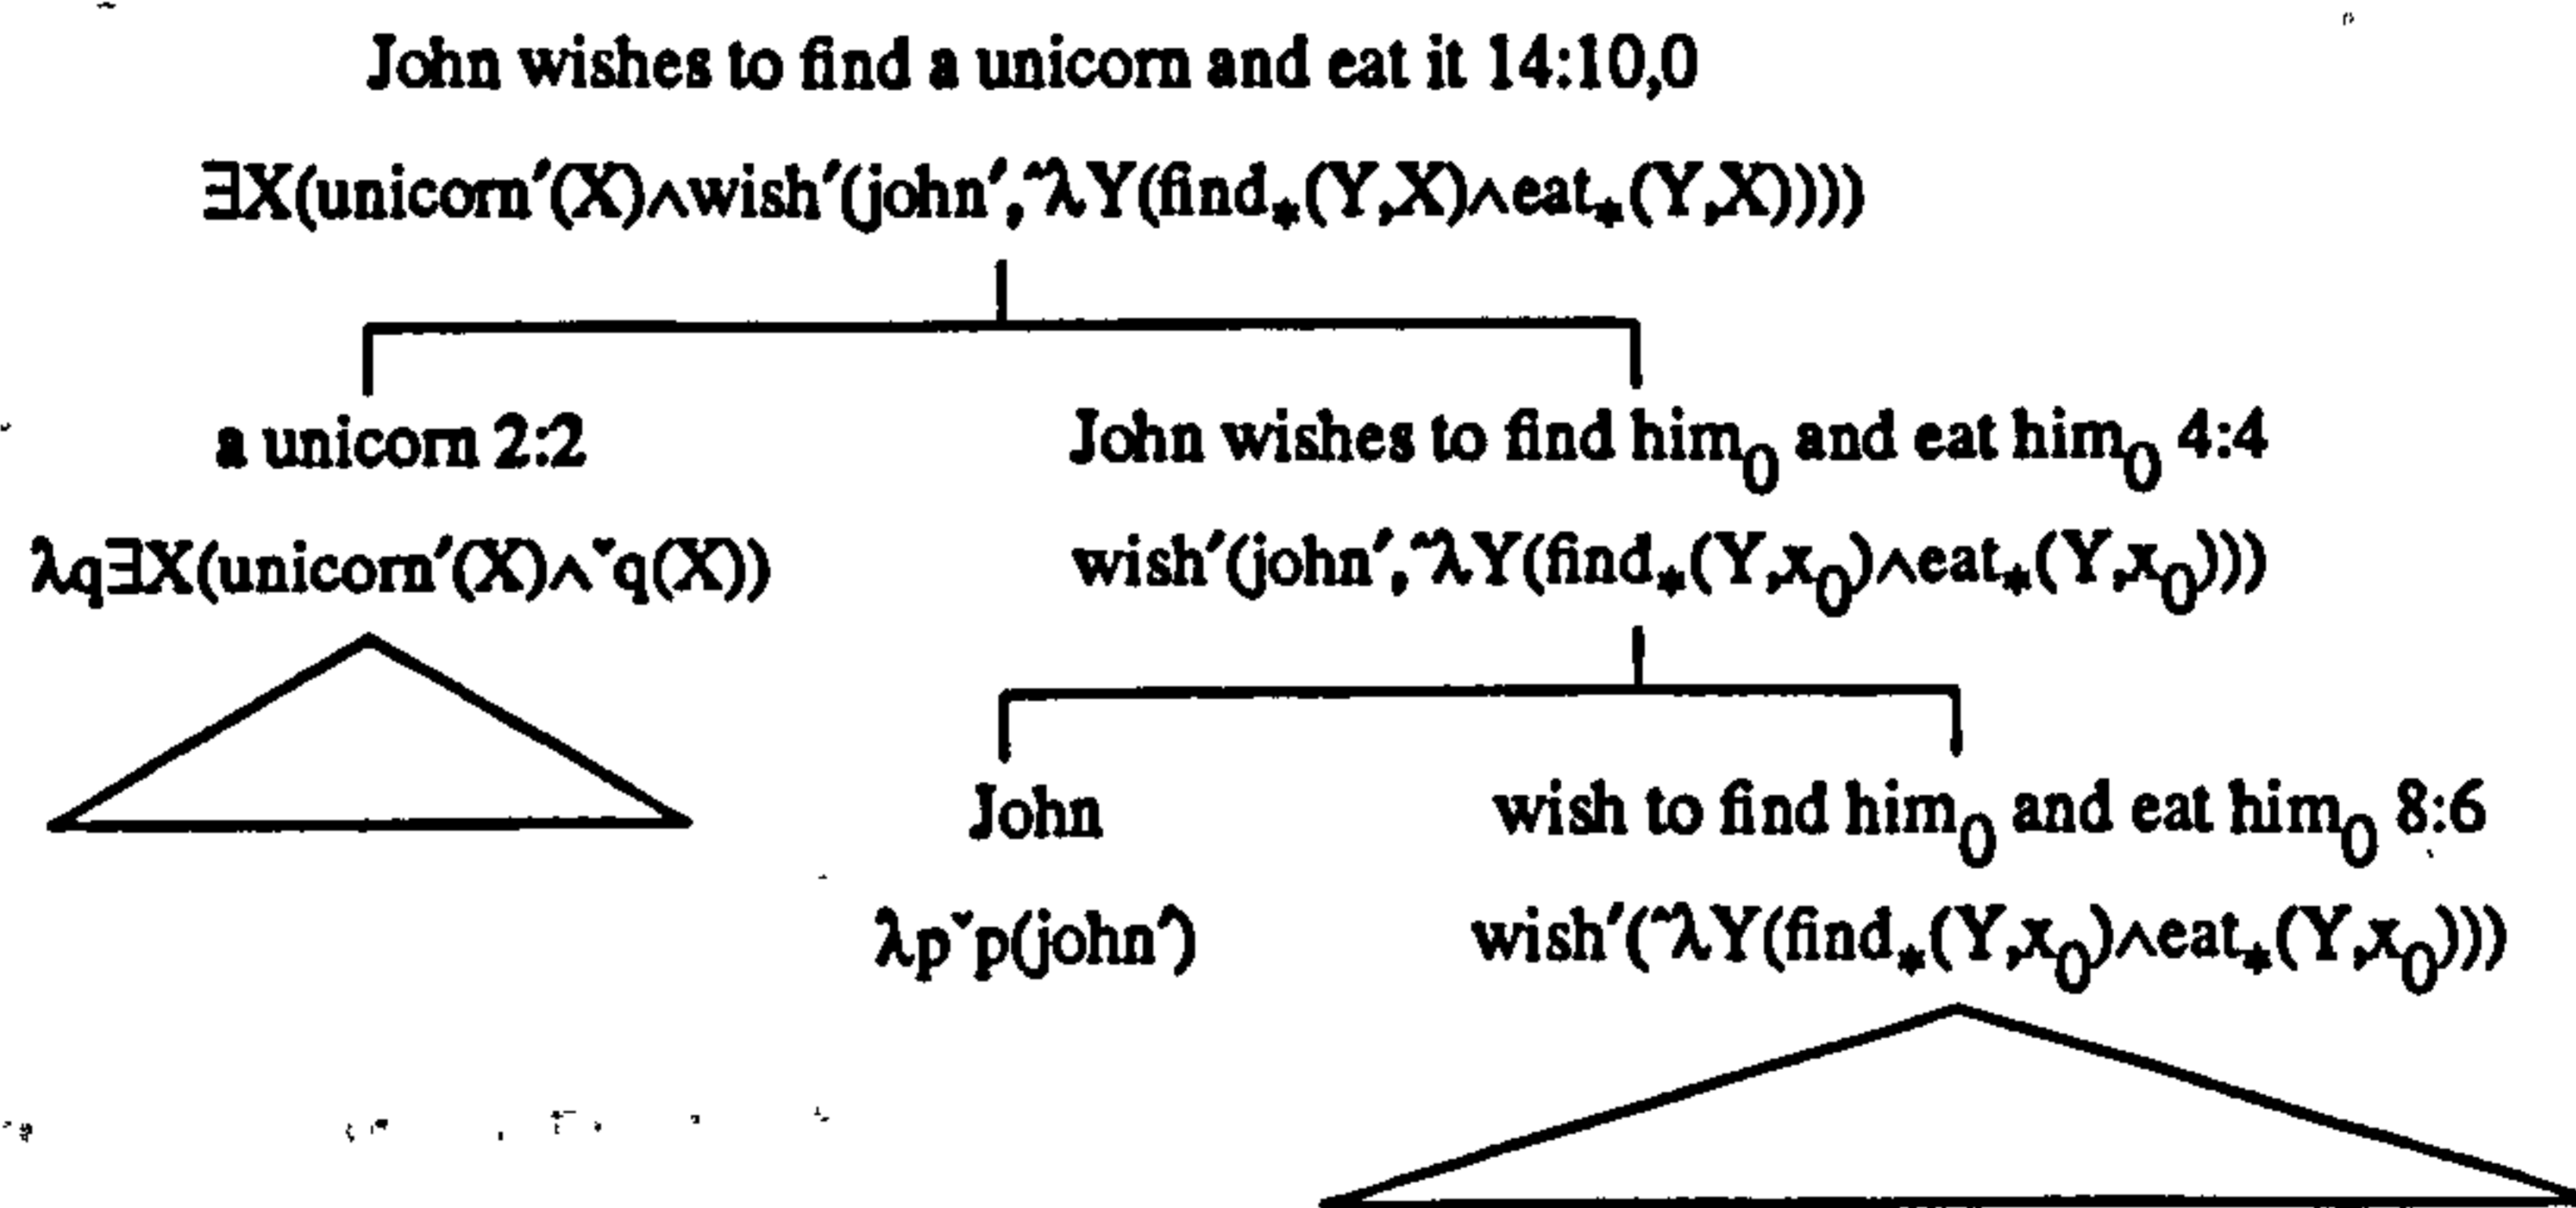 John wishes to find a unicorn and eat it 14:10,0
∃X(unicorn′(X)∧wish′(john′,ˆλY(find⁎(Y,X)∧eat⁎(Y,X))))
a unicorn 2:2
John wishes to find him₀ and eat him₀ 4:4
λq∃X(unicorn′(X)∧ˇq(X))
wish′(john′,ˆλY(find⁎(Y,x₀)∧eat⁎(Y,x₀)))
John
wish to find him₀ and eat him₀ 8:6
λpˇp(john′)
wish′(ˆλY(find⁎(Y,x₀)∧eat⁎(Y,x₀)))